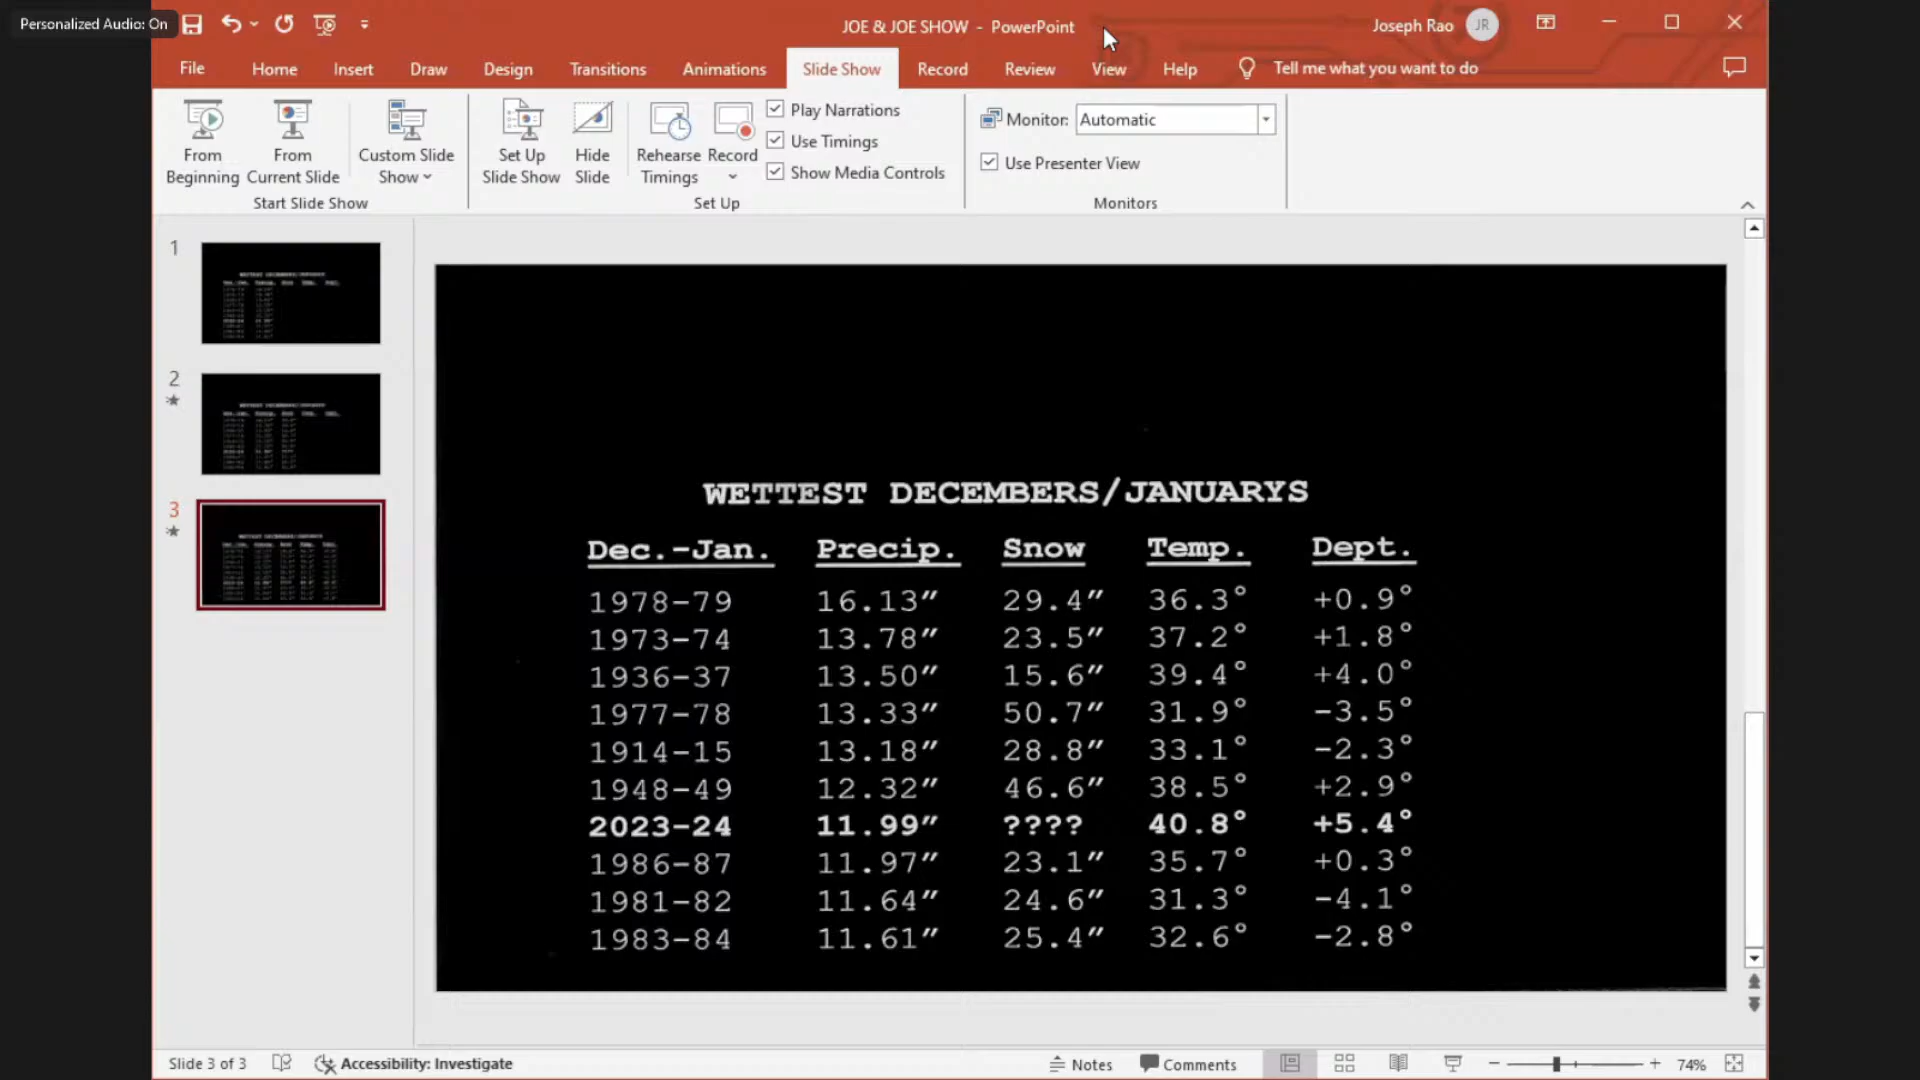 Personalized Audio: On
JOE & JOE SHOW - PowerPoint
Joseph Rao
JR
File Home Insert Draw Design Transitions Animations Slide Show Record Review View Help Tell me what you want to do
From Beginning
From Current Slide
Custom Slide Show
Start Slide Show
Set Up Slide Show
Hide Slide
Rehearse Timings
Record
Play Narrations
Use Timings
Show Media Controls
Set Up
Monitor: Automatic
Use Presenter View
Monitors
1
2
3
WETTEST DECEMBERS/JANUARYS
Dec.-Jan. Precip. Snow Temp. Dept.
1978-79 16.13" 29.4" 36.3° +0.9°
1973-74 13.78" 23.5" 37.2° +1.8°
1936-37 13.50" 15.6" 39.4° +4.0°
1977-78 13.33" 50.7" 31.9° -3.5°
1914-15 13.18" 28.8" 33.1° -2.3°
1948-49 12.32" 46.6" 38.5° +2.9°
2023-24 11.99" ???? 40.8° +5.4°
1986-87 11.97" 23.1" 35.7° +0.3°
1981-82 11.64" 24.6" 31.3° -4.1°
1983-84 11.61" 25.4" 32.6° -2.8°
Slide 3 of 3 Accessibility: Investigate Notes Comments 74%